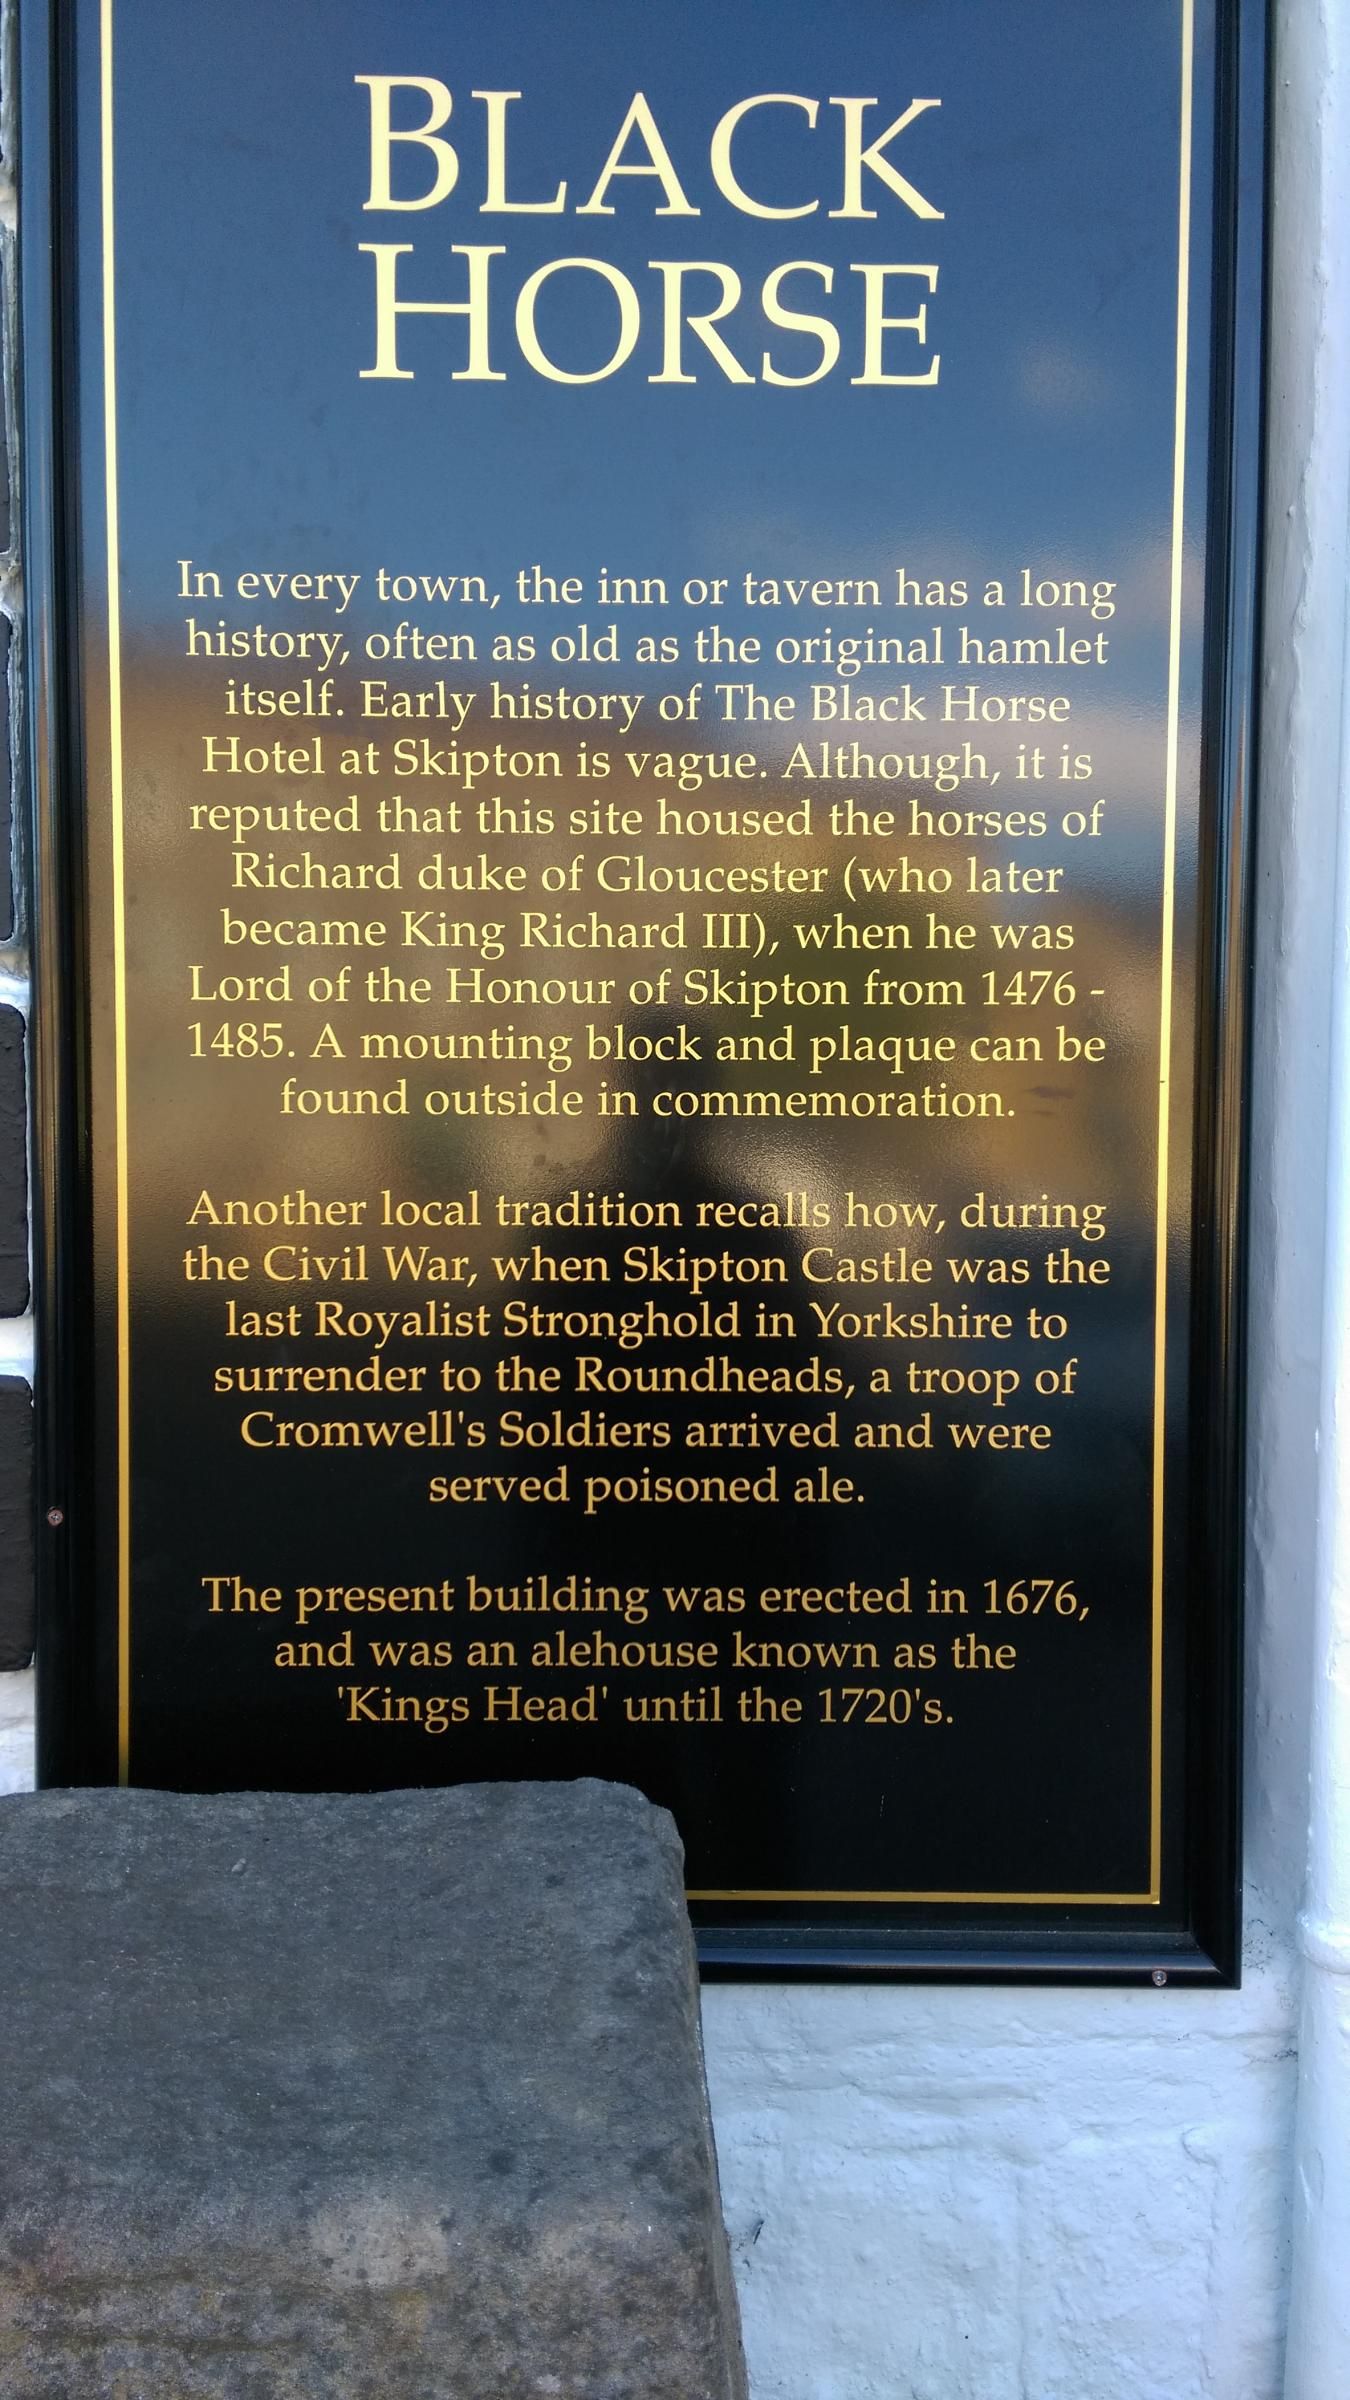 BLACK
HORSE
In every town, the inn or tavern has a long
history, often as old as the original hamlet
itself. Early history of The Black Horse
Hotel at Skipton is vague. Although, it is
reputed that this site housed the horses of
Richard duke of Gloucester (who later
became King Richard III), when he was
Lord of the Honour of Skipton from 1476 -
1485. A mounting block and plaque can be
found outside in commemoration.
Another local tradition recalls how, during
the Civil War, when Skipton Castle was the
last Royalist Stronghold in Yorkshire to
surrender to the Roundheads, a troop of
Cromwell's Soldiers arrived and were
served poisoned ale.
The present building was erected in 1676,
and was an alehouse known as the
'Kings Head' until the 1720's.